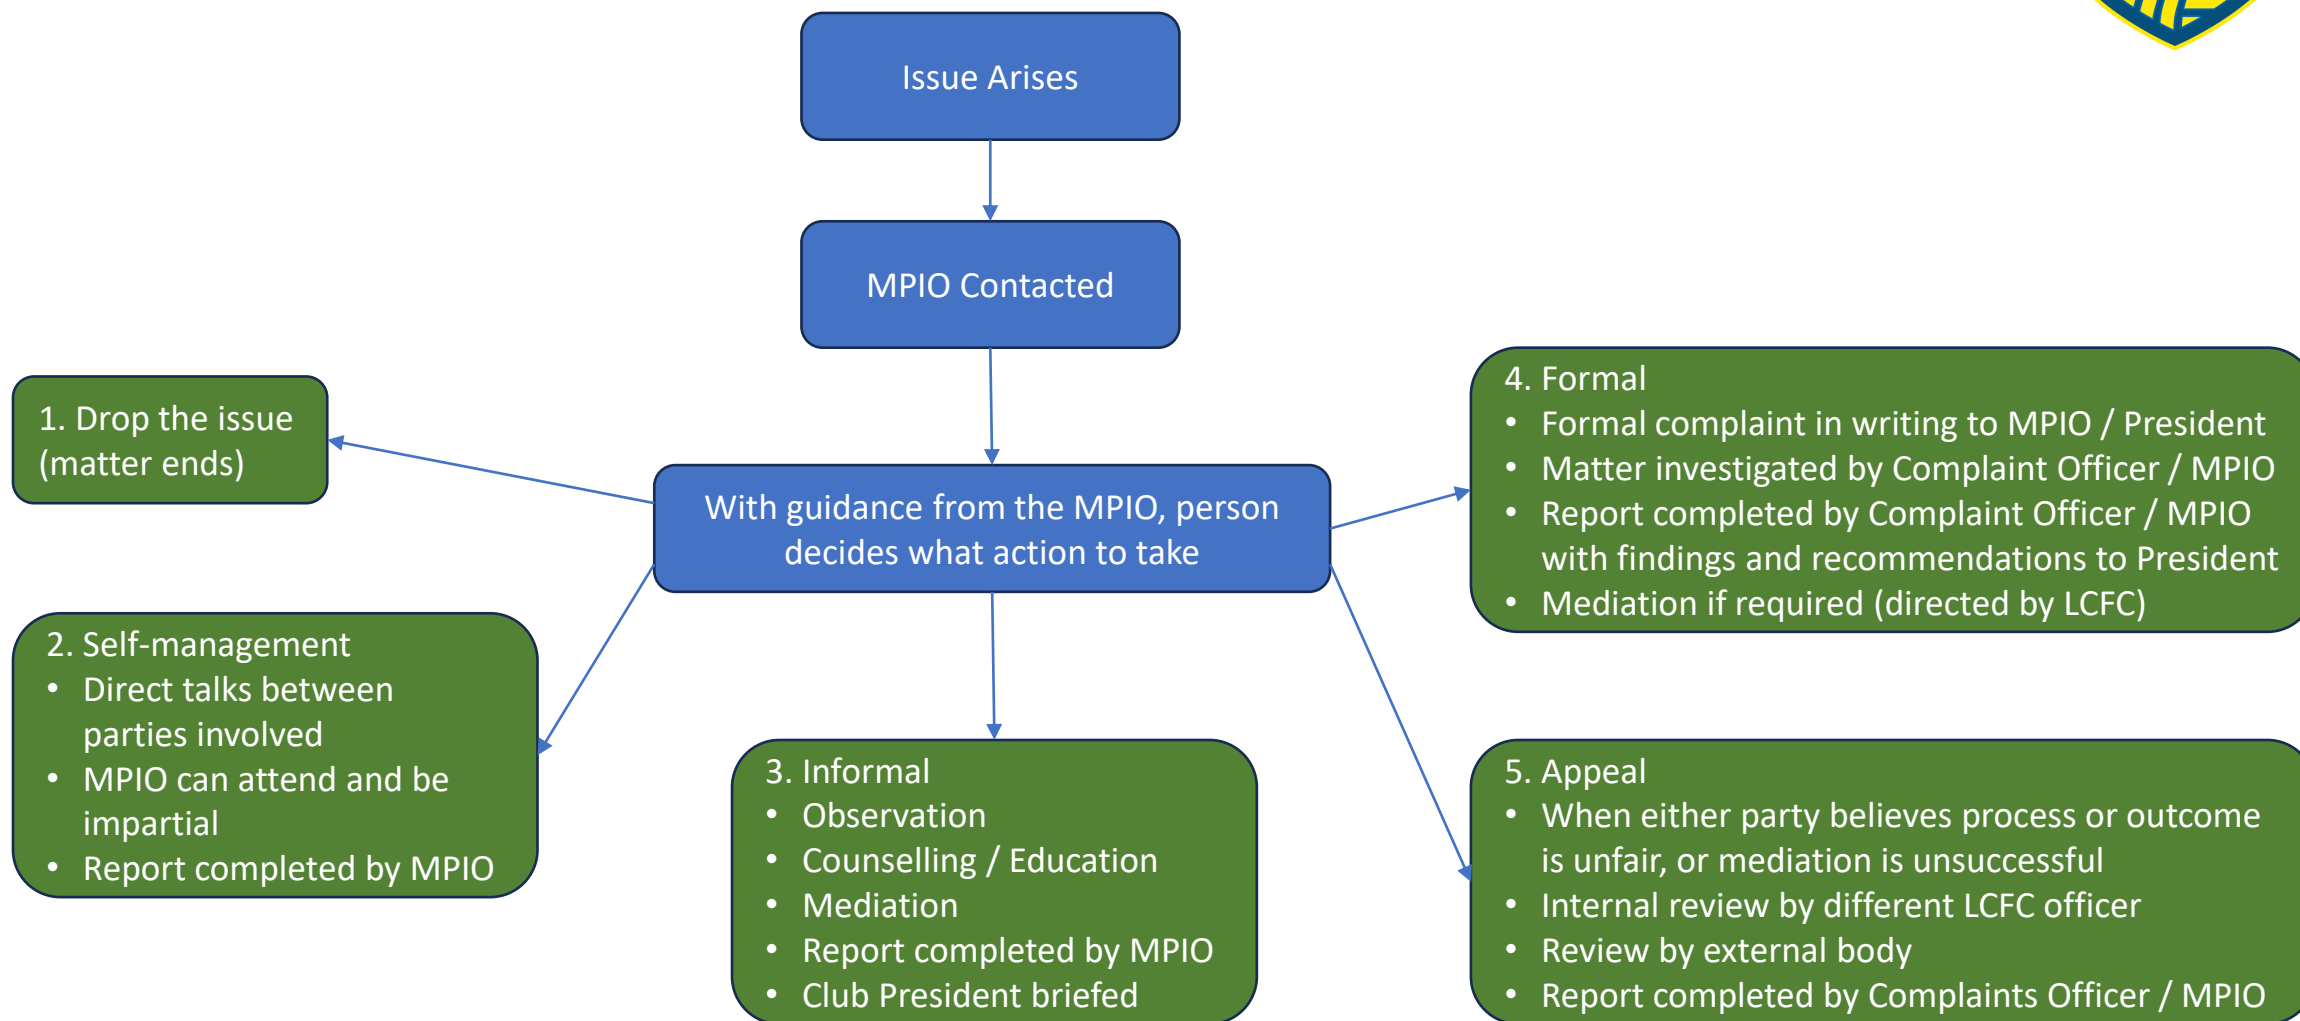 Issue Arises
MPIO Contacted
With guidance from the MPIO, person
decides what action to take
1. Drop the issue
(matter ends)
2. Self-management
• Direct talks between
parties involved
• MPIO can attend and be
impartial
• Report completed by MPIO
3. Informal
• Observation
• Counselling / Education
• Mediation
• Report completed by MPIO
• Club President briefed
4. Formal
• Formal complaint in writing to MPIO / President
• Matter investigated by Complaint Officer / MPIO
• Report completed by Complaint Officer / MPIO
with findings and recommendations to President
• Mediation if required (directed by LCFC)
5. Appeal
• When either party believes process or outcome
is unfair, or mediation is unsuccessful
• Internal review by different LCFC officer
• Review by external body
• Report completed by Complaints Officer / MPIO